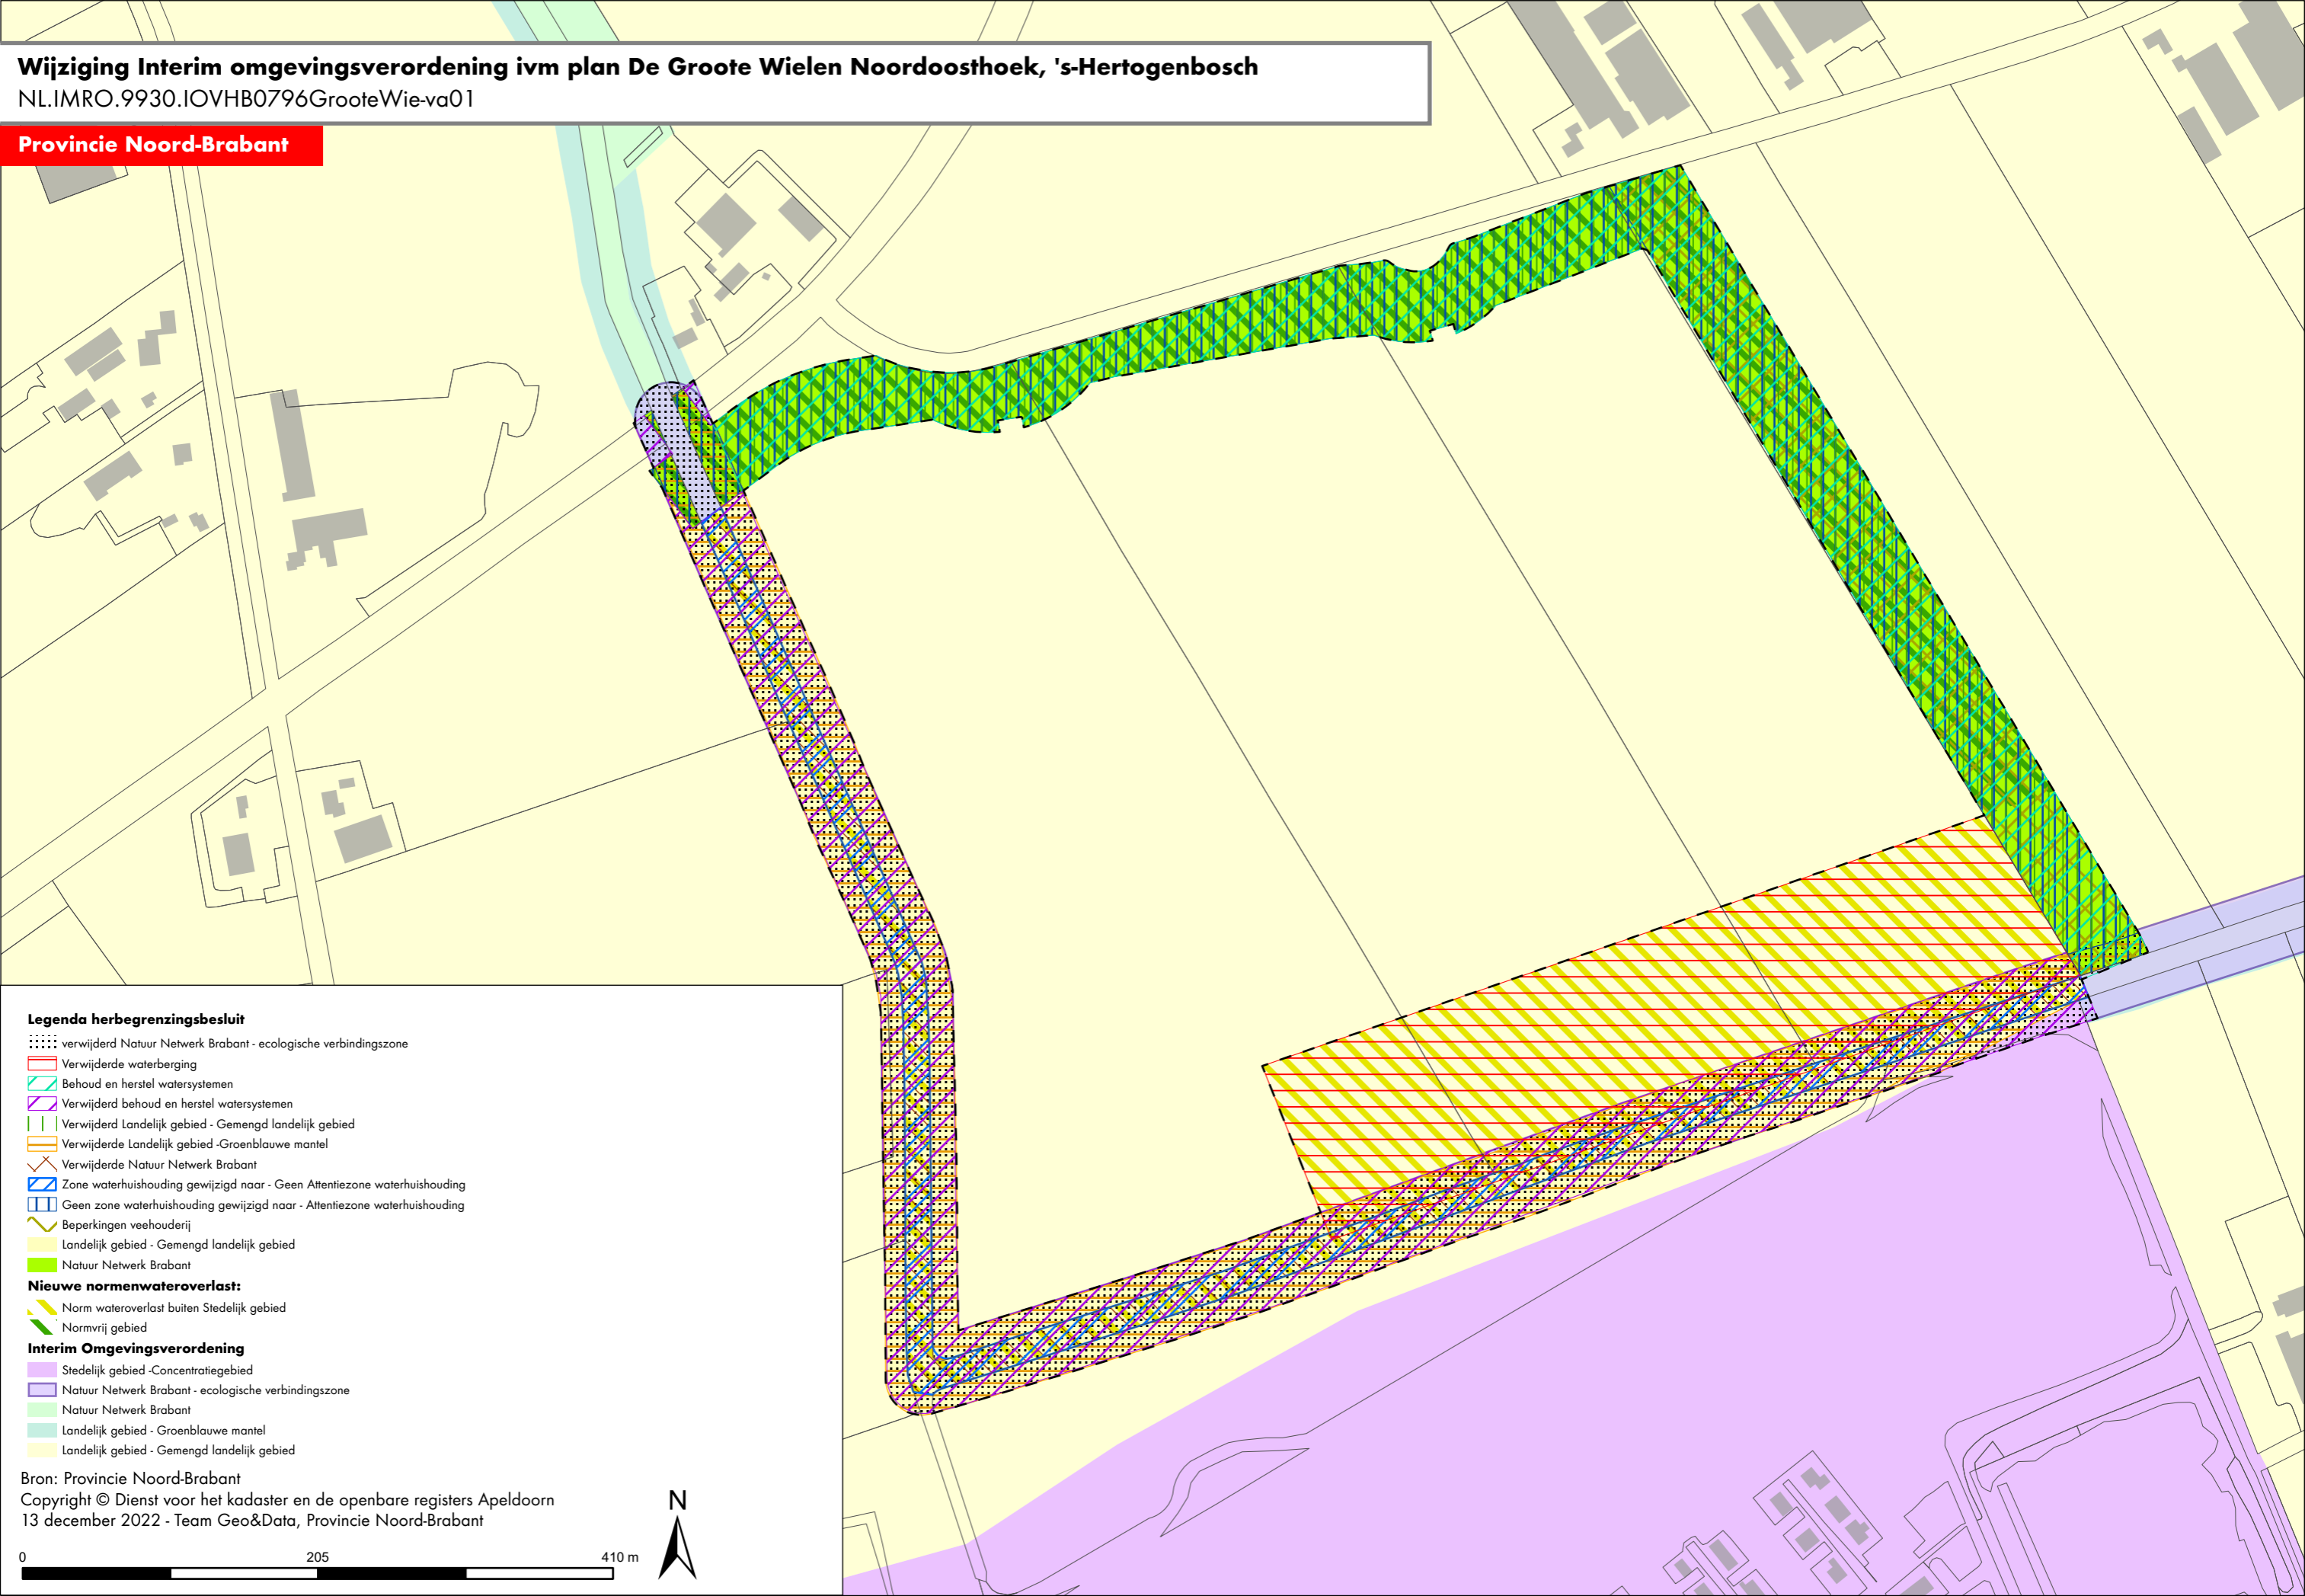 Wijziging Interim omgevingsverordening ivm plan De Groote Wielen Noordoosthoek, 's-Hertogenbosch
NL.IMRO.9930.IOVHB0796GrooteWie-va01
Provincie Noord-Brabant
Legenda herbegrenzingsbesluit
verwijderd Natuur Netwerk Brabant - ecologische verbindingszone
Verwijderde waterberging
Behoud en herstel watersystemen
Verwijderd behoud en herstel watersystemen
Verwijderd Landelijk gebied - Gemengd landelijk gebied
Verwijderde Landelijk gebied -Groenblauwe mantel
Verwijderde Natuur Netwerk Brabant
Zone waterhuishouding gewijzigd naar - Geen Attentiezone waterhuishouding
Geen zone waterhuishouding gewijzigd naar - Attentiezone waterhuishouding
Beperkingen veehouderij
Landelijk gebied - Gemengd landelijk gebied
Natuur Netwerk Brabant
Nieuwe normenwateroverlast:
Norm wateroverlast buiten Stedelijk gebied
Normvrij gebied
Interim Omgevingsverordening
Stedelijk gebied -Concentratiegebied
Natuur Netwerk Brabant - ecologische verbindingszone
Natuur Netwerk Brabant
Landelijk gebied - Groenblauwe mantel
Landelijk gebied - Gemengd landelijk gebied
Bron: Provincie Noord-Brabant
Copyright © Dienst voor het kadaster en de openbare registers Apeldoorn
13 december 2022 - Team Geo&Data, Provincie Noord-Brabant
N
0 205 410 m